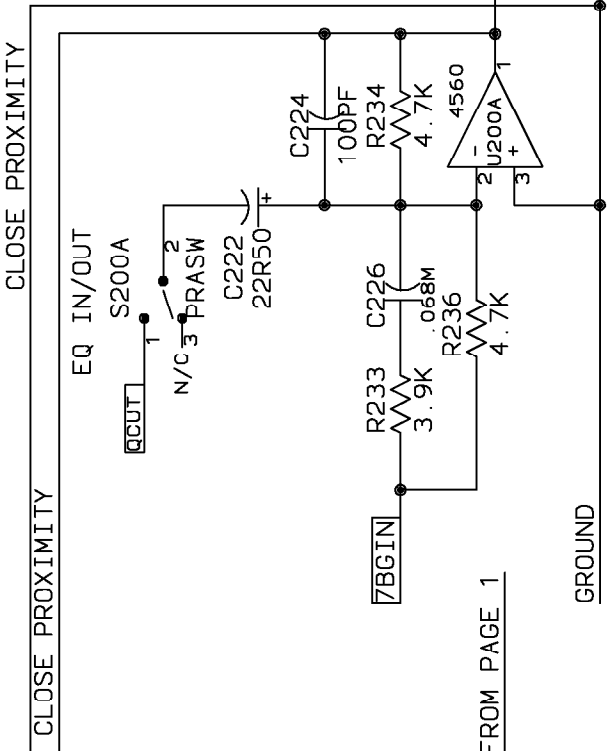 CLOSE PROXIMITY
CLOSE PROXIMITY
EQ IN/OUT
S200A
2
PRASW
1
N/C
3
QCUT
C222
22R50
+
C224
100PF
R234
4.7K
4560
U200A
1
-
+
2
3
C226
.068M
R236
4.7K
R233
3.9K
7BGIN
FROM PAGE 1
GROUND